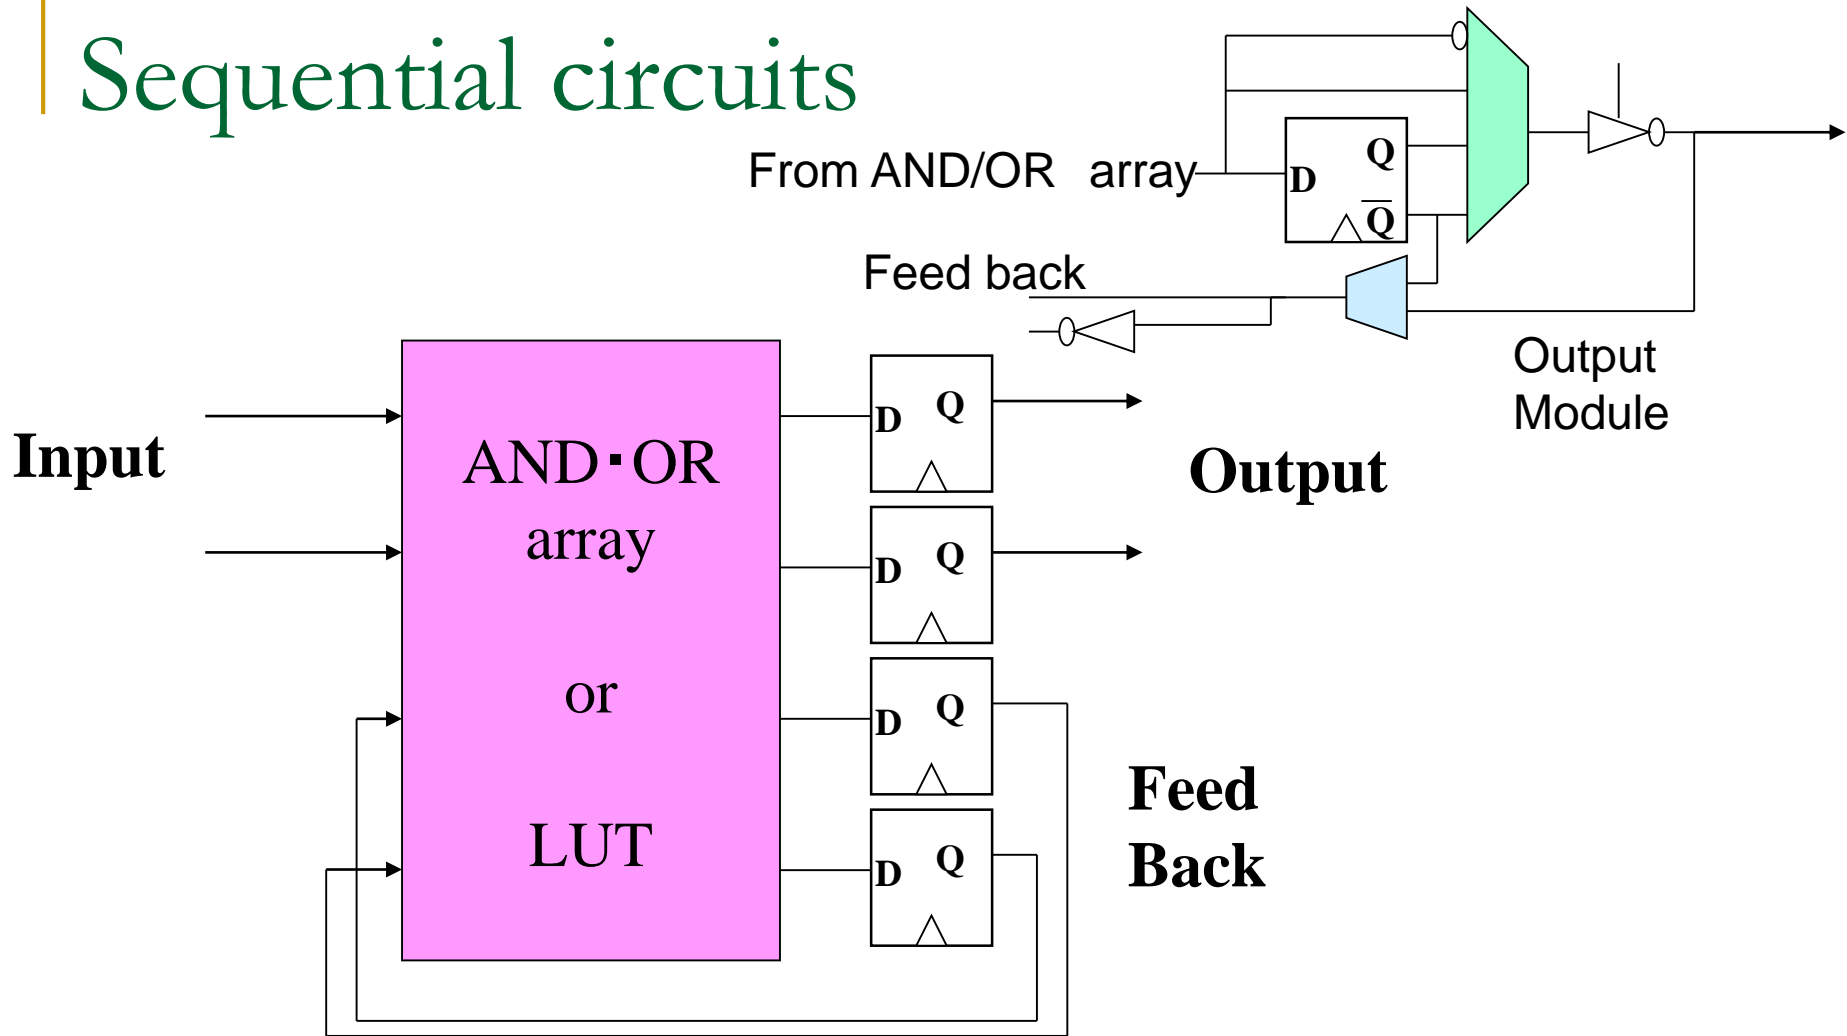 Sequential circuits
From AND/OR array
D
Q
Q̅
Feed back
Output
Module
Input
AND・OR
array
or
LUT
D Q
D Q
D Q
D Q
Output
Feed
Back